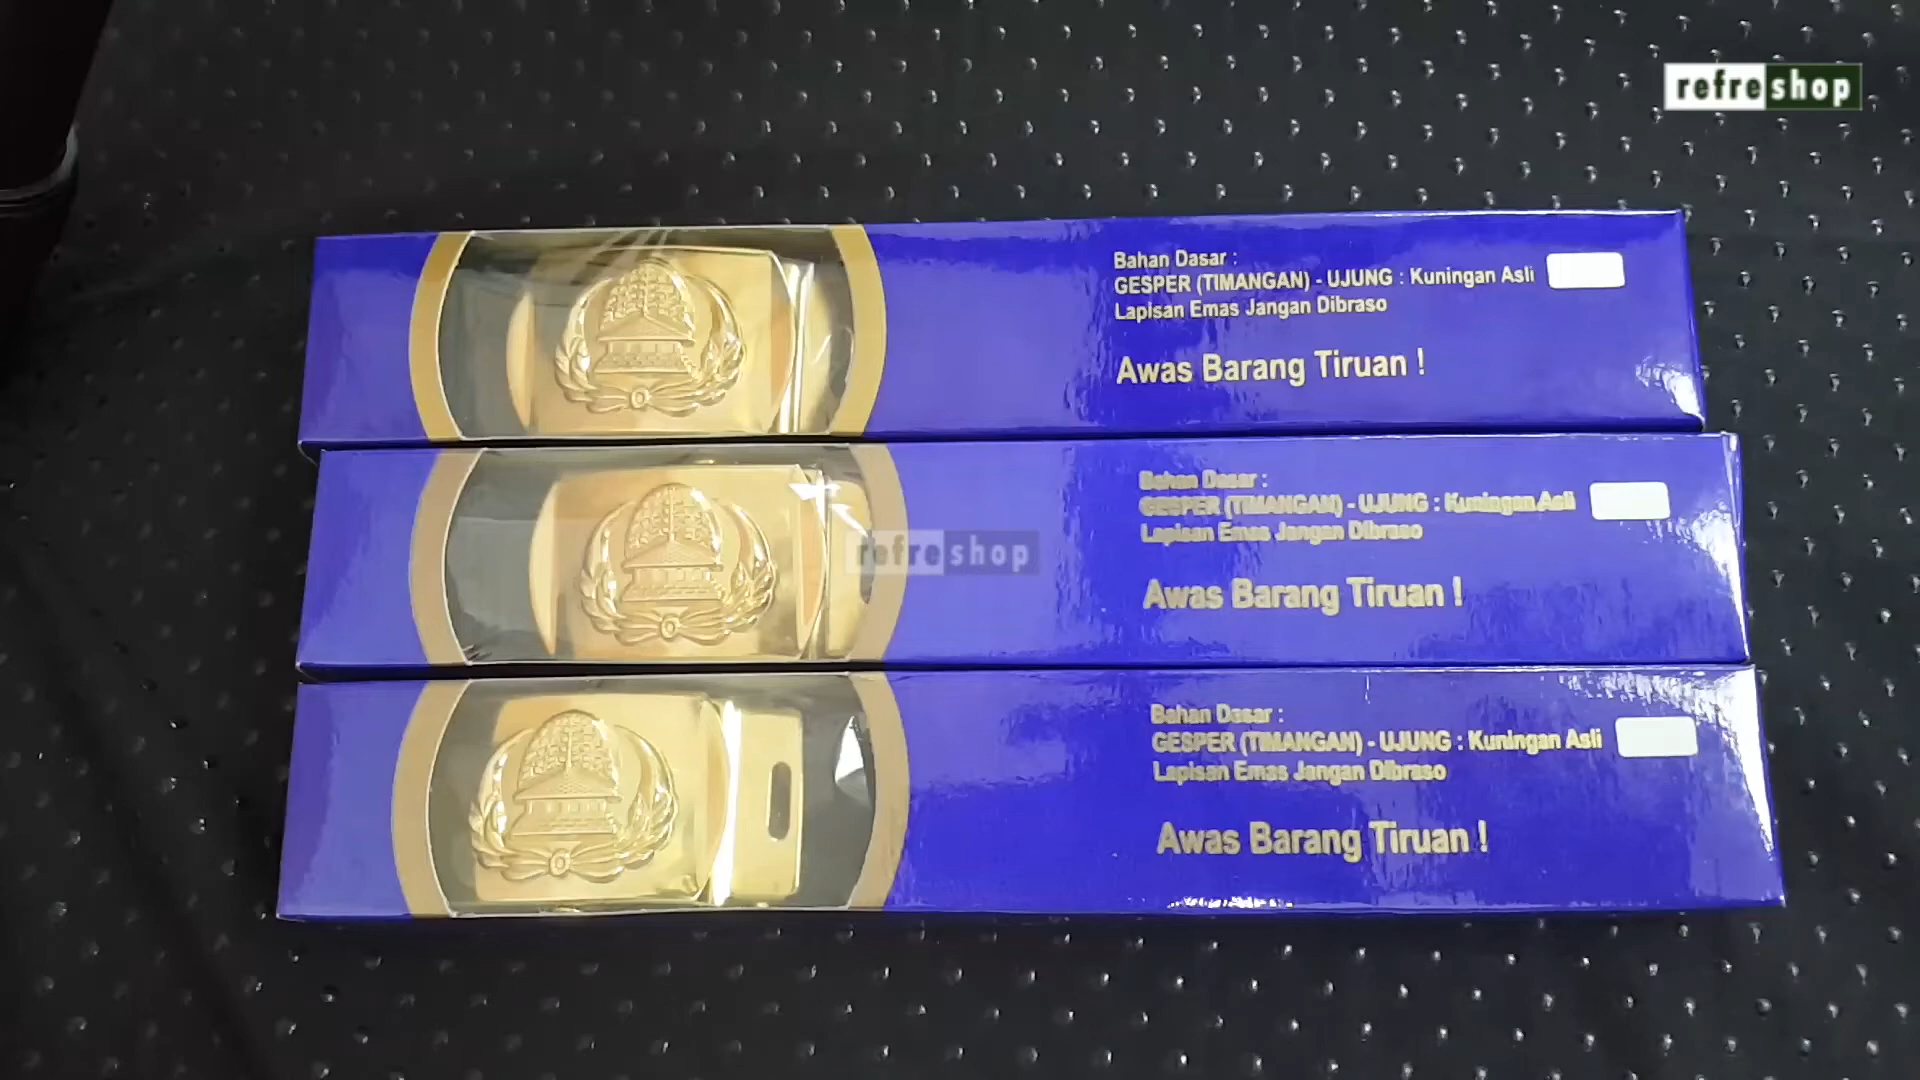 refreshop
Bahan Dasar :
GESPER (TIMANGAN) - UJUNG : Kuningan Asli
Lapisan Emas Jangan Dibraso
Awas Barang Tiruan !
Bahan Dasar :
GESPER (TIMANGAN) - UJUNG : Kuningan Asli
Lapisan Emas Jangan Dibraso
refreshop
Awas Barang Tiruan !
Bahan Dasar :
GESPER (TIMANGAN) - UJUNG : Kuningan Asli
Lapisan Emas Jangan Dibraso
Awas Barang Tiruan !